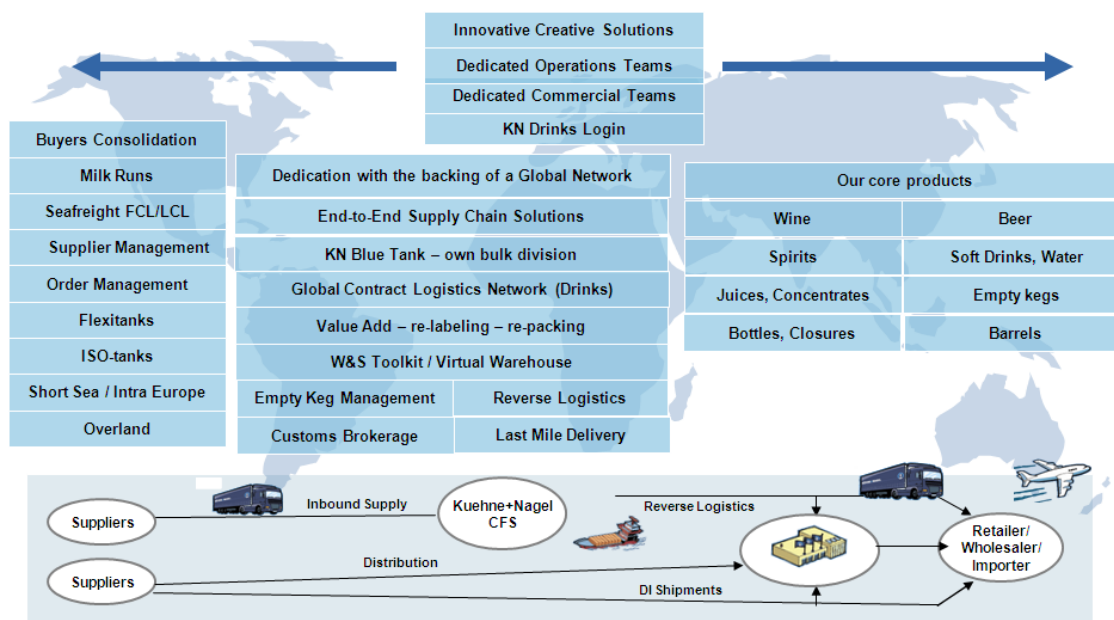 Innovative Creative Solutions
Dedicated Operations Teams
Dedicated Commercial Teams
KN Drinks Login
Buyers Consolidation
Milk Runs
Seafreight FCL/LCL
Supplier Management
Order Management
Flexitanks
ISO-tanks
Short Sea / Intra Europe
Overland
Dedication with the backing of a Global Network
End-to-End Supply Chain Solutions
KN Blue Tank – own bulk division
Global Contract Logistics Network (Drinks)
Value Add – re-labeling – re-packing
W&S Toolkit / Virtual Warehouse
Empty Keg Management
Reverse Logistics
Customs Brokerage
Last Mile Delivery
Our core products
Wine
Beer
Spirits
Soft Drinks, Water
Juices, Concentrates
Empty kegs
Bottles, Closures
Barrels
Suppliers
Inbound Supply
Kuehne+Nagel
CFS
Reverse Logistics
Retailer/
Wholesaler/
Importer
Suppliers
Distribution
DI Shipments